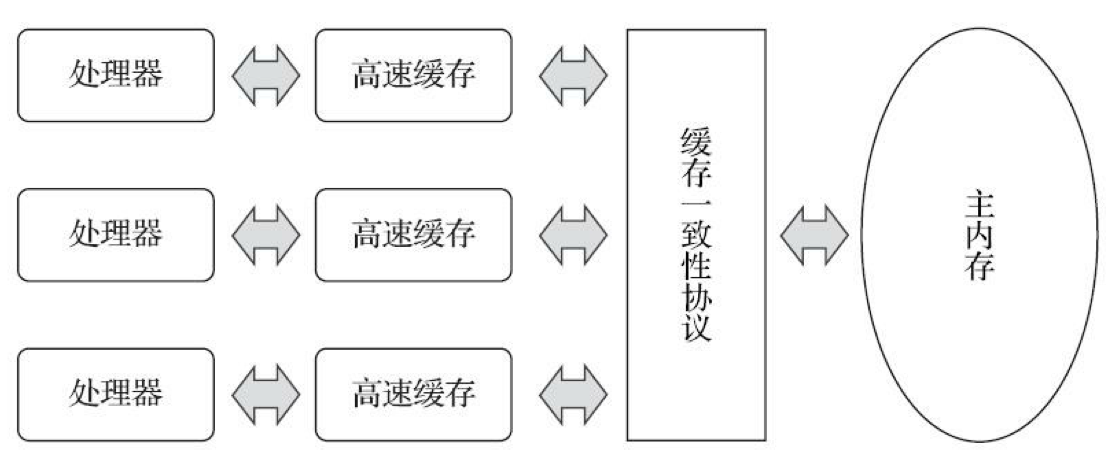 处理器
高速缓存
处理器
高速缓存
处理器
高速缓存
缓存一致性协议
主内存